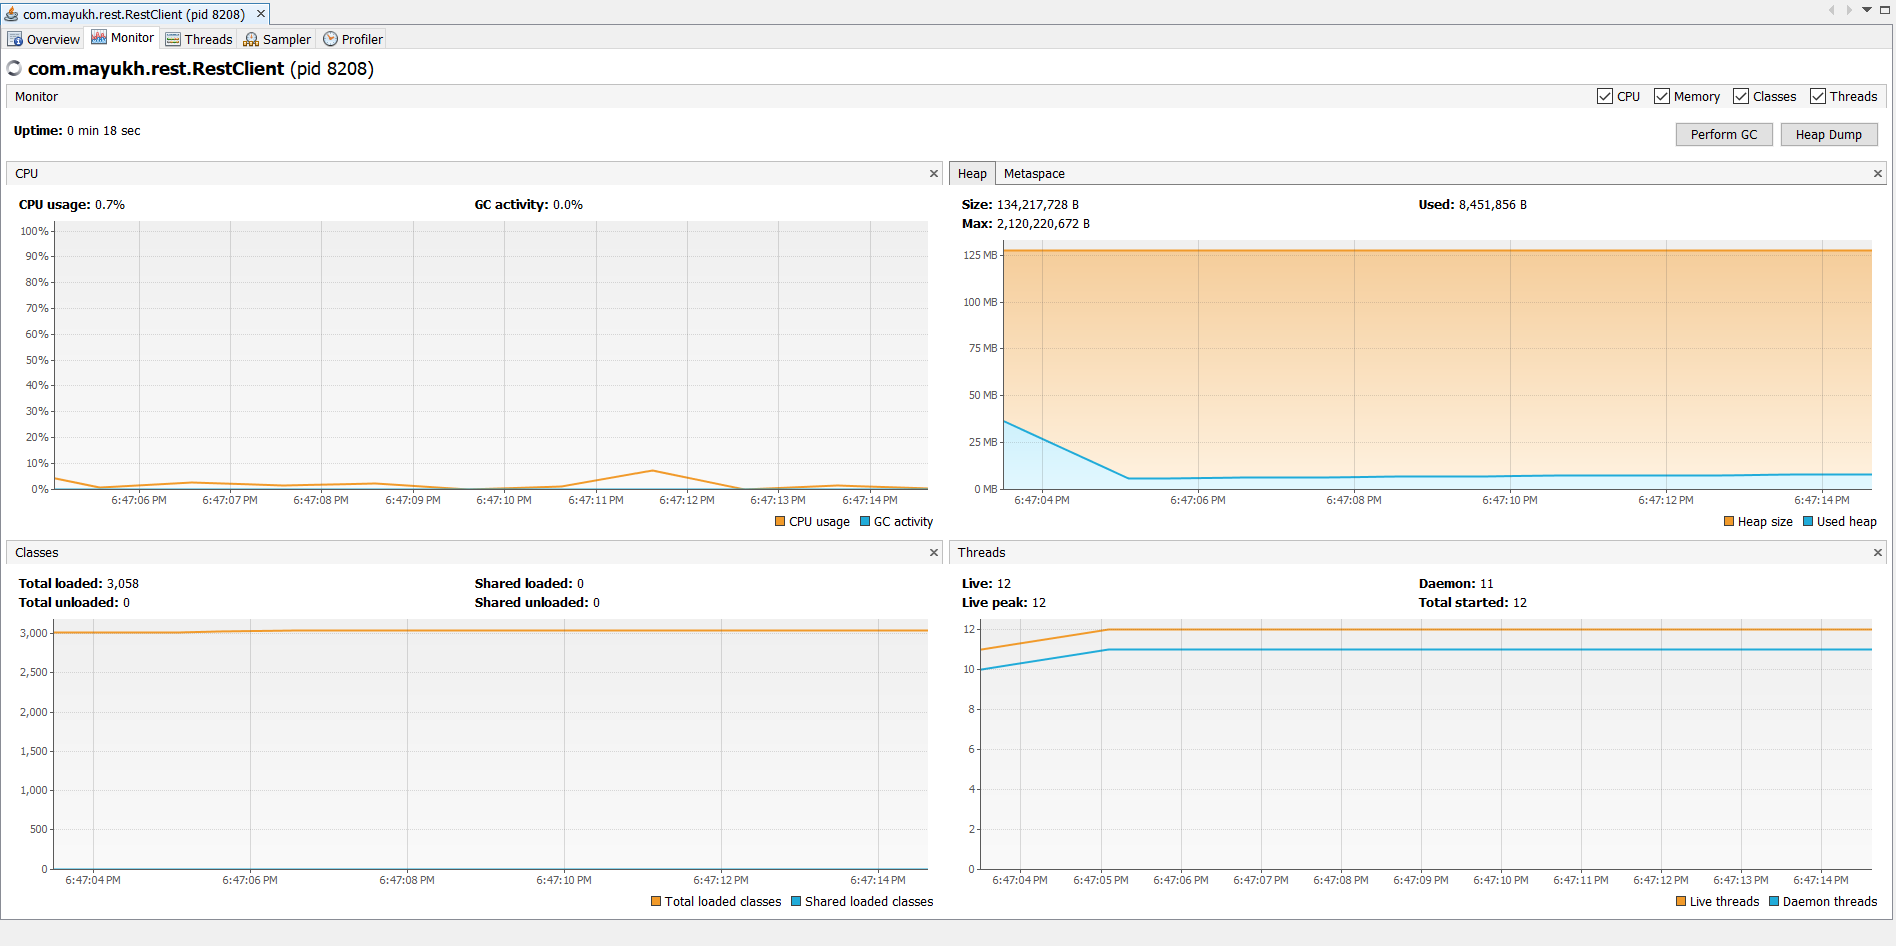 com.mayukh.rest.RestClient (pid 8208)
Overview Monitor Threads Sampler Profiler
com.mayukh.rest.RestClient (pid 8208)
Monitor CPU Memory Classes Threads
Uptime: 0 min 18 sec
Perform GC Heap Dump
CPU
CPU usage: 0.7% GC activity: 0.0%
100%
90%
80%
70%
60%
50%
40%
30%
20%
10%
0%
6:47:06 PM 6:47:07 PM 6:47:08 PM 6:47:09 PM 6:47:10 PM 6:47:11 PM 6:47:12 PM 6:47:13 PM 6:47:14 PM
CPU usage GC activity
Heap Metaspace
Size: 134,217,728 B Used: 8,451,856 B
Max: 2,120,220,672 B
125 MB
100 MB
75 MB
50 MB
25 MB
0 MB
6:47:04 PM 6:47:06 PM 6:47:08 PM 6:47:10 PM 6:47:12 PM 6:47:14 PM
Heap size Used heap
Classes
Total loaded: 3,058 Shared loaded: 0
Total unloaded: 0 Shared unloaded: 0
3,000
2,500
2,000
1,500
1,000
500
0
6:47:04 PM 6:47:06 PM 6:47:08 PM 6:47:10 PM 6:47:12 PM 6:47:14 PM
Total loaded classes Shared loaded classes
Threads
Live: 12 Daemon: 11
Live peak: 12 Total started: 12
12
10
8
6
4
2
0
6:47:04 PM 6:47:05 PM 6:47:06 PM 6:47:07 PM 6:47:08 PM 6:47:09 PM 6:47:10 PM 6:47:11 PM 6:47:12 PM 6:47:13 PM 6:47:14 PM
Live threads Daemon threads